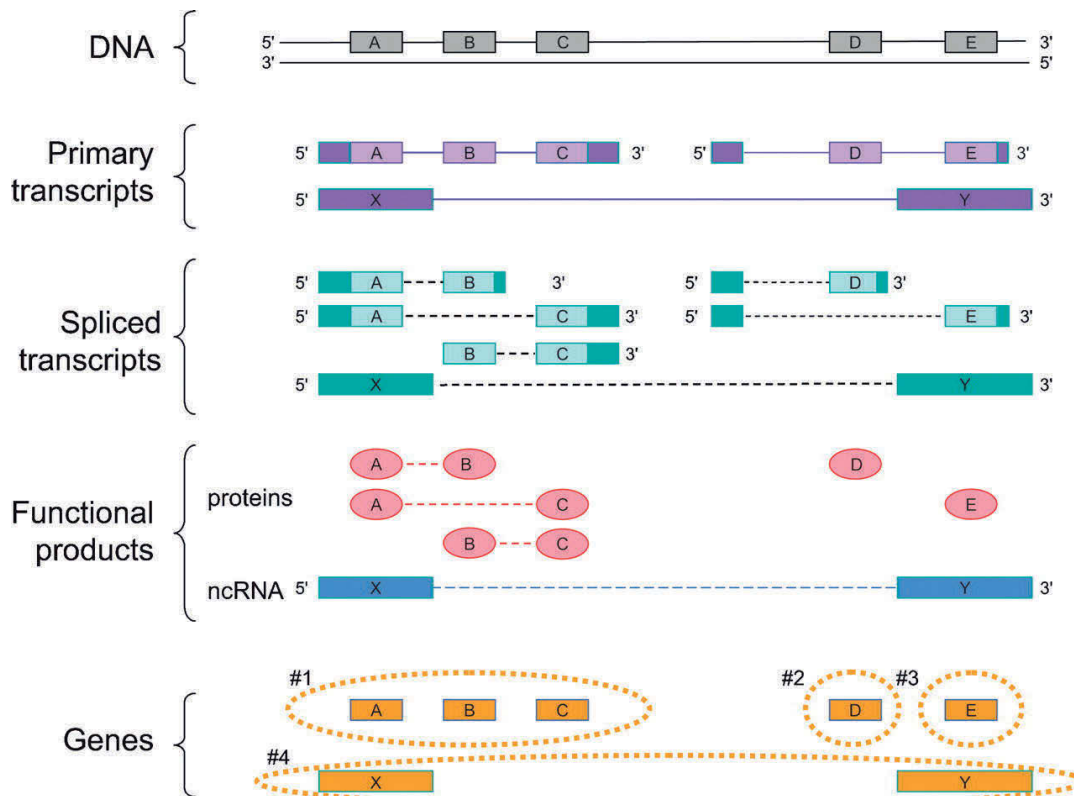 DNA
5' A B C D E 3'
3' 5'
Primary
transcripts
5' A B C 3' 5' D E 3'
5' X Y 3'
Spliced
transcripts
5' A B 3' 5' D 3'
5' A C 3' 5' E 3'
B C 3'
5' X Y 3'
Functional
products
proteins
A B D
A C E
B C
ncRNA 5' X Y 3'
Genes
#1 #2 #3
A B C D E
#4
X Y